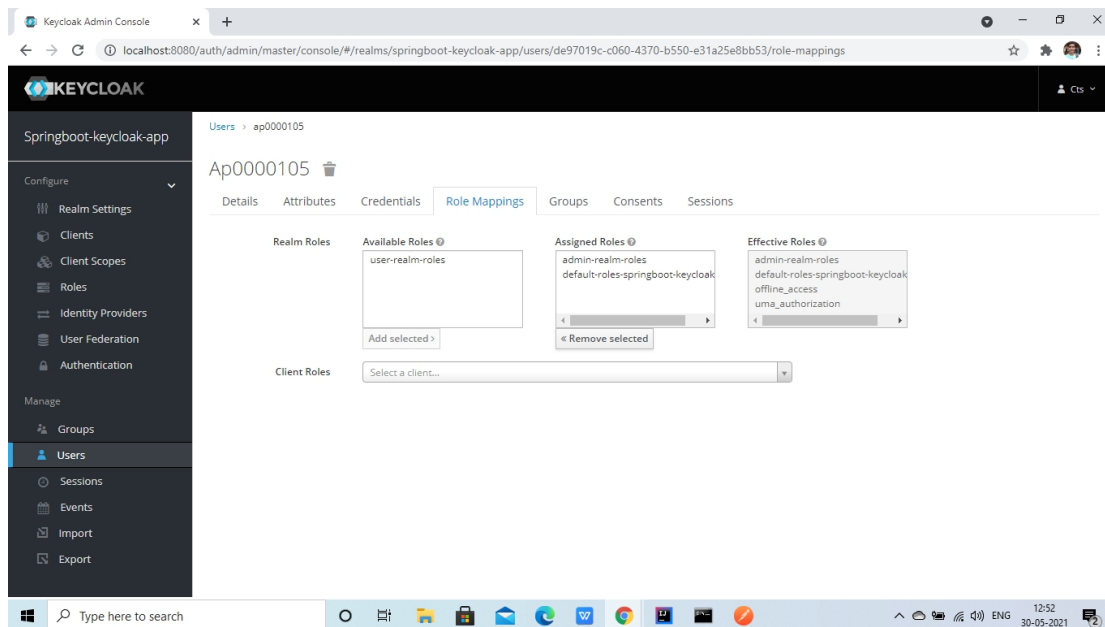 Keycloak Admin Console
localhost:8080/auth/admin/master/console/#/realms/springboot-keycloak-app/users/de97019c-c060-4370-b550-e31a25e8bb53/role-mappings
KEYCLOAK
Cts
Springboot-keycloak-app
Users > ap0000105
Ap0000105
Configure
Realm Settings
Clients
Client Scopes
Roles
Identity Providers
User Federation
Authentication
Manage
Groups
Users
Sessions
Events
Import
Export
Details Attributes Credentials Role Mappings Groups Consents Sessions
Realm Roles
Available Roles
user-realm-roles
Add selected >
Assigned Roles
admin-realm-roles
default-roles-springboot-keycloak
« Remove selected
Effective Roles
admin-realm-roles
default-roles-springboot-keycloak
offline_access
uma_authorization
Client Roles
Select a client...
Type here to search
ENG
12:52
30-05-2021
2